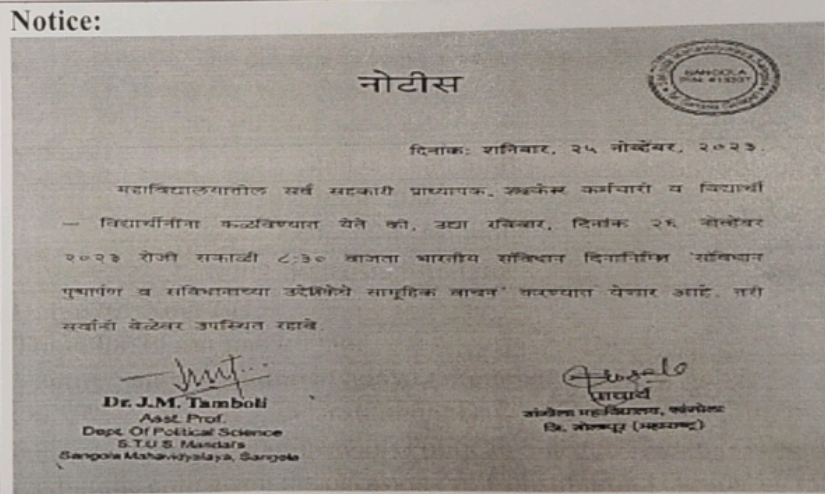 Notice:
नोटीस
SANGOLA
दिनांक: शनिवार, २५ नोव्हेंबर, २०२३.
महाविद्यालयातील सर्व सहकारी प्राध्यापक, कर्मचारी व विद्यार्थी
– विद्यार्थीनींना कळविण्यात येते की, उद्या रविवार, दिनांक २६ नोव्हेंबर
२०२३ रोजी सकाळी ८:३० वाजता भारतीय संविधान दिनानिमित्त 'संविधान
पुष्पार्पण व संविधानाच्या उद्देशिकेचे सामूहिक वाचन' करण्यात येणार आहे. तरी
सर्वांनी वेळेवर उपस्थित रहावे.
Dr. J.M. Tamboli
Asst. Prof.
Dept. Of Political Science
S.T.U.S. Mandal's
Sangola Mahavidyalaya, Sangola
प्राचार्य
सांगोला महाविद्यालय, सांगोला
जि. सोलापूर (महाराष्ट्र)